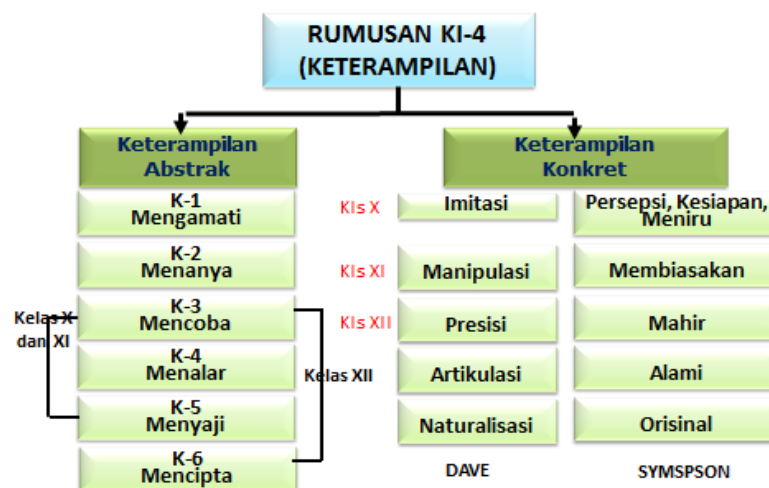 RUMUSAN KI-4
(KETERAMPILAN)
Keterampilan
Abstrak
Keterampilan
Konkret
K-1
Mengamati
Kls X
Imitasi
Persepsi, Kesiapan,
Meniru
K-2
Menanya
Kls XI
Manipulasi
Membiasakan
Kelas X
dan XI
K-3
Mencoba
Kls XII
Presisi
Mahir
K-4
Menalar
Kelas XII
Artikulasi
Alami
K-5
Menyaji
Naturalisasi
Orisinal
K-6
Mencipta
DAVE
SYMSPSON